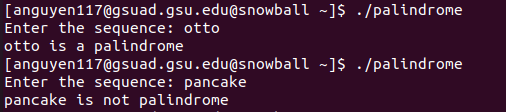 [anguyen117@gsuad.gsu.edu@snowball ~]$ ./palindrome
Enter the sequence: otto
otto is a palindrome
[anguyen117@gsuad.gsu.edu@snowball ~]$ ./palindrome
Enter the sequence: pancake
pancake is not palindrome